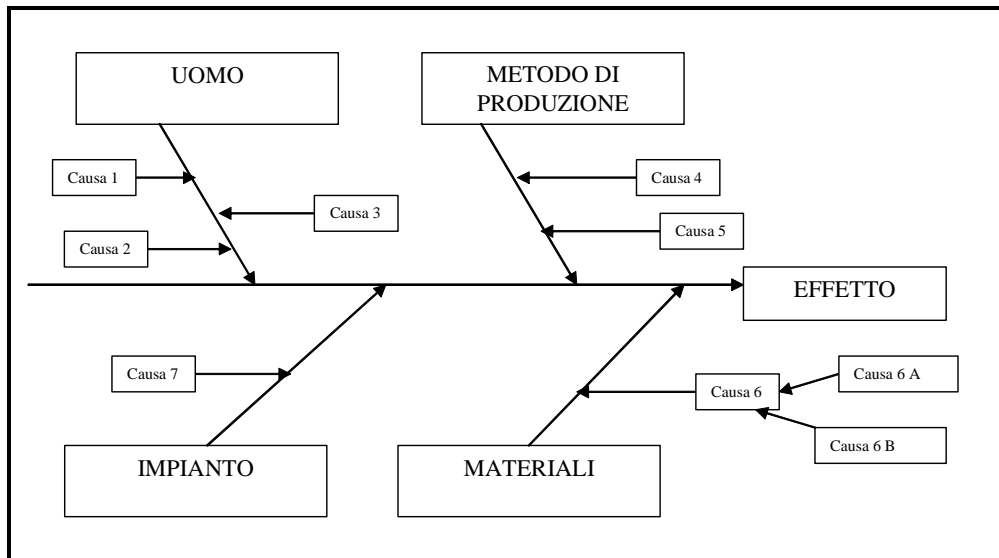 UOMO
METODO DI
PRODUZIONE
Causa 1
Causa 4
Causa 3
Causa 5
Causa 2
EFFETTO
Causa 7
Causa 6
Causa 6 A
Causa 6 B
IMPIANTO
MATERIALI